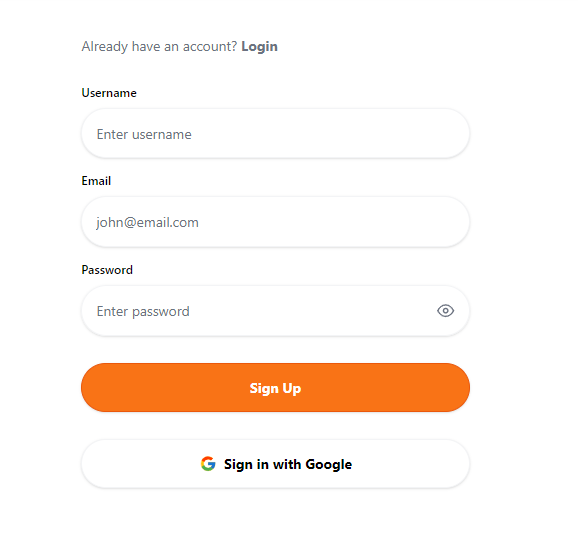 Already have an account? Login
Username
Enter username
Email
john@email.com
Password
Enter password
Sign Up
Sign in with Google